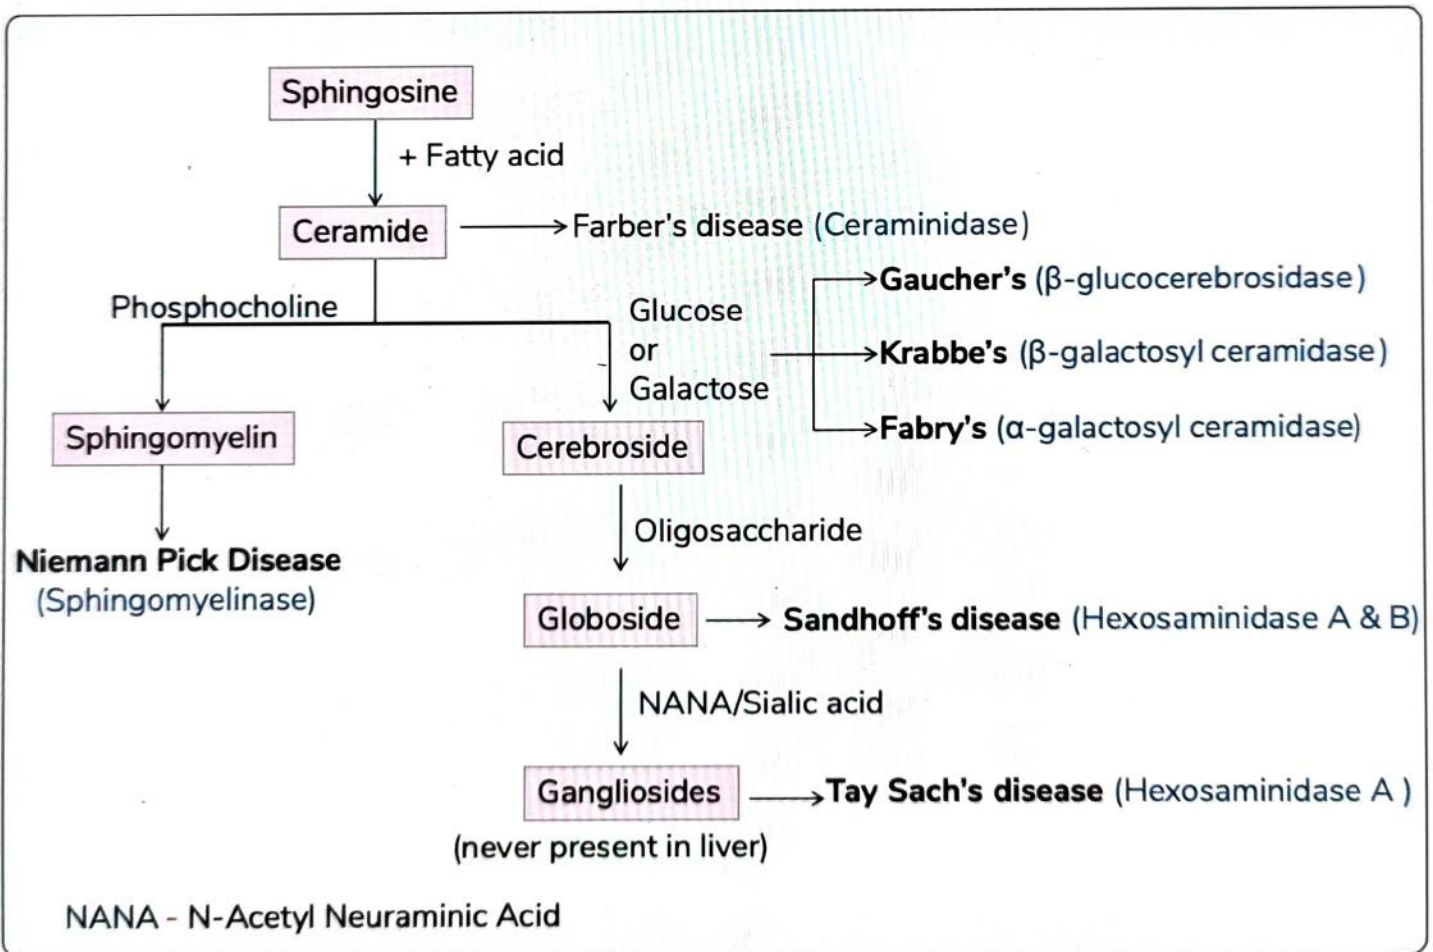 Sphingosine
+ Fatty acid
Ceramide
Farber's disease (Ceraminidase)
Phosphocholine
Glucose
or
Galactose
Gaucher's (β-glucocerebrosidase)
Krabbe's (β-galactosyl ceramidase)
Fabry's (α-galactosyl ceramidase)
Sphingomyelin
Cerebroside
Niemann Pick Disease
(Sphingomyelinase)
Oligosaccharide
Globoside
Sandhoff's disease (Hexosaminidase A & B)
NANA/Sialic acid
Gangliosides
Tay Sach's disease (Hexosaminidase A )
(never present in liver)
NANA - N-Acetyl Neuraminic Acid